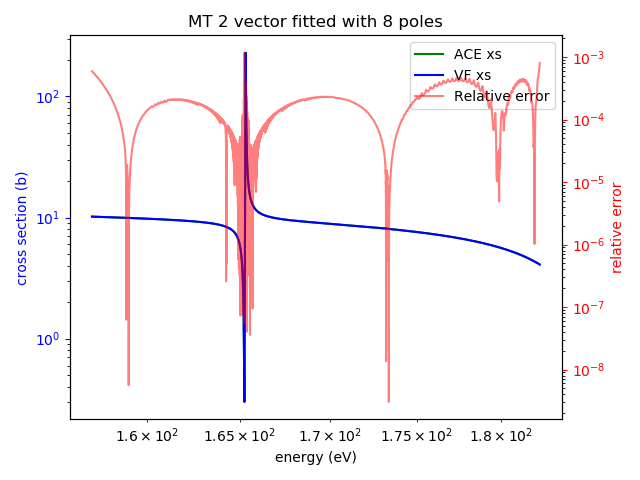 MT 2 vector fitted with 8 poles
ACE xs
VF xs
Relative error
cross section (b)
10²
10¹
10⁰
10⁻³
10⁻⁴
10⁻⁵
10⁻⁶
10⁻⁷
10⁻⁸
relative error
1.6 × 10² 1.65 × 10² 1.7 × 10² 1.75 × 10² 1.8 × 10²
energy (eV)